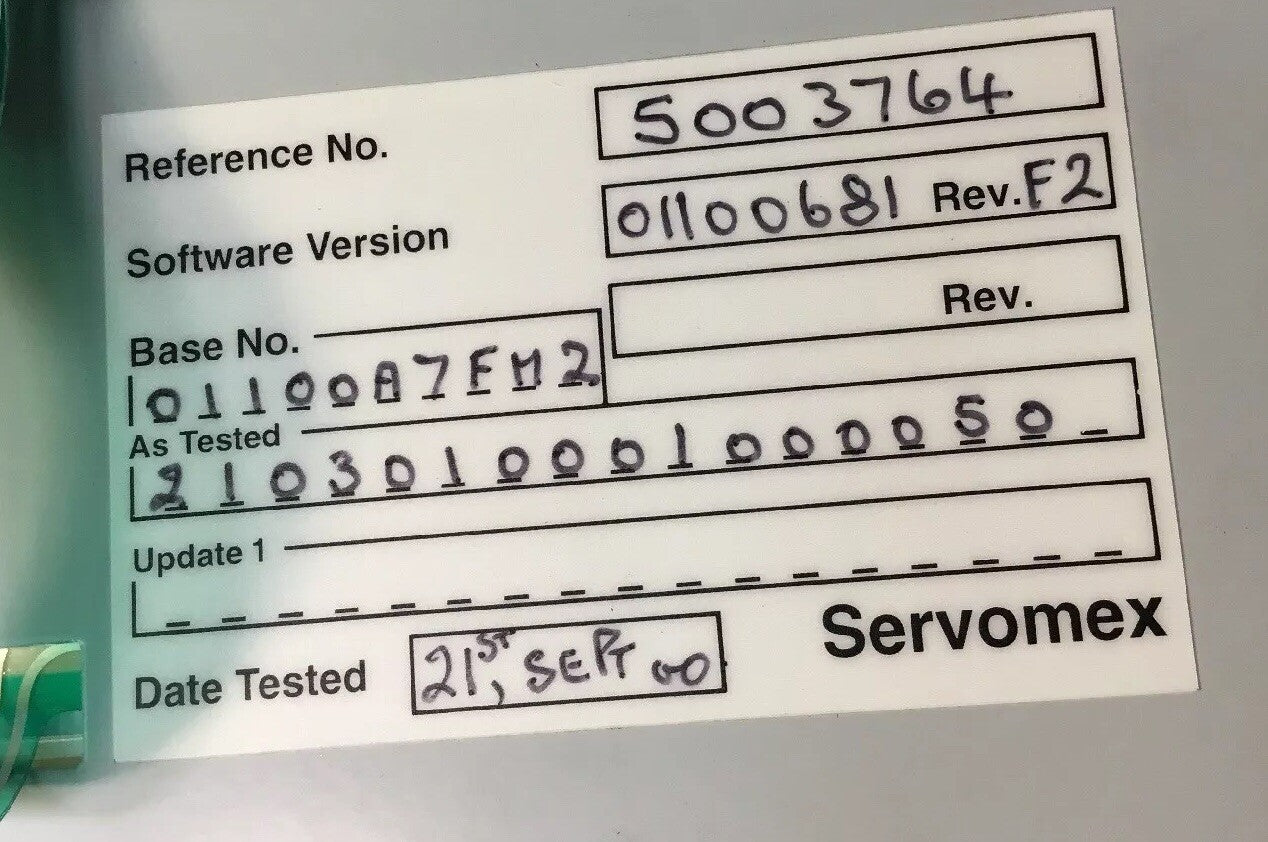 Reference No. 5003764
Software Version 01100681 Rev. F2
Rev.
Base No.
01100A7FM2
As Tested
2103010001000050
Update 1
Date Tested 21ST, SEPT 00
Servomex